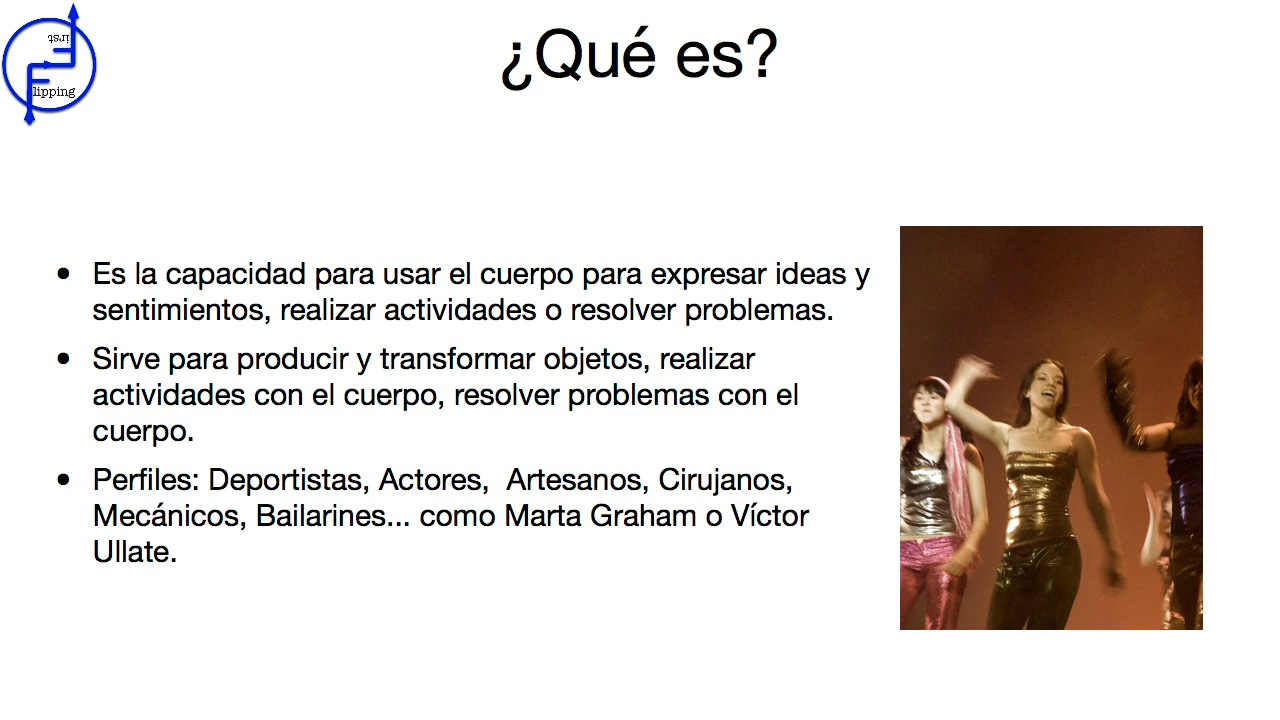 irst
lipping
¿Qué es?
• Es la capacidad para usar el cuerpo para expresar ideas y
sentimientos, realizar actividades o resolver problemas.
• Sirve para producir y transformar objetos, realizar
actividades con el cuerpo, resolver problemas con el
cuerpo.
• Perfiles: Deportistas, Actores,  Artesanos, Cirujanos,
Mecánicos, Bailarines... como Marta Graham o Víctor
Ullate.